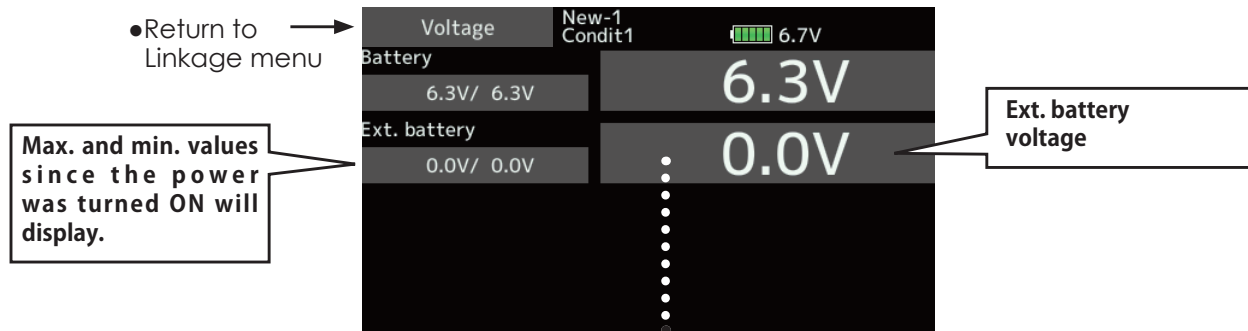 ●Return to
Linkage menu
Voltage
New-1
Condit1
6.7V
Battery
6.3V/ 6.3V
6.3V
Ext. battery
0.0V/ 0.0V
0.0V
Max. and min. values
since the power
was turned ON will
display.
Ext. battery
voltage